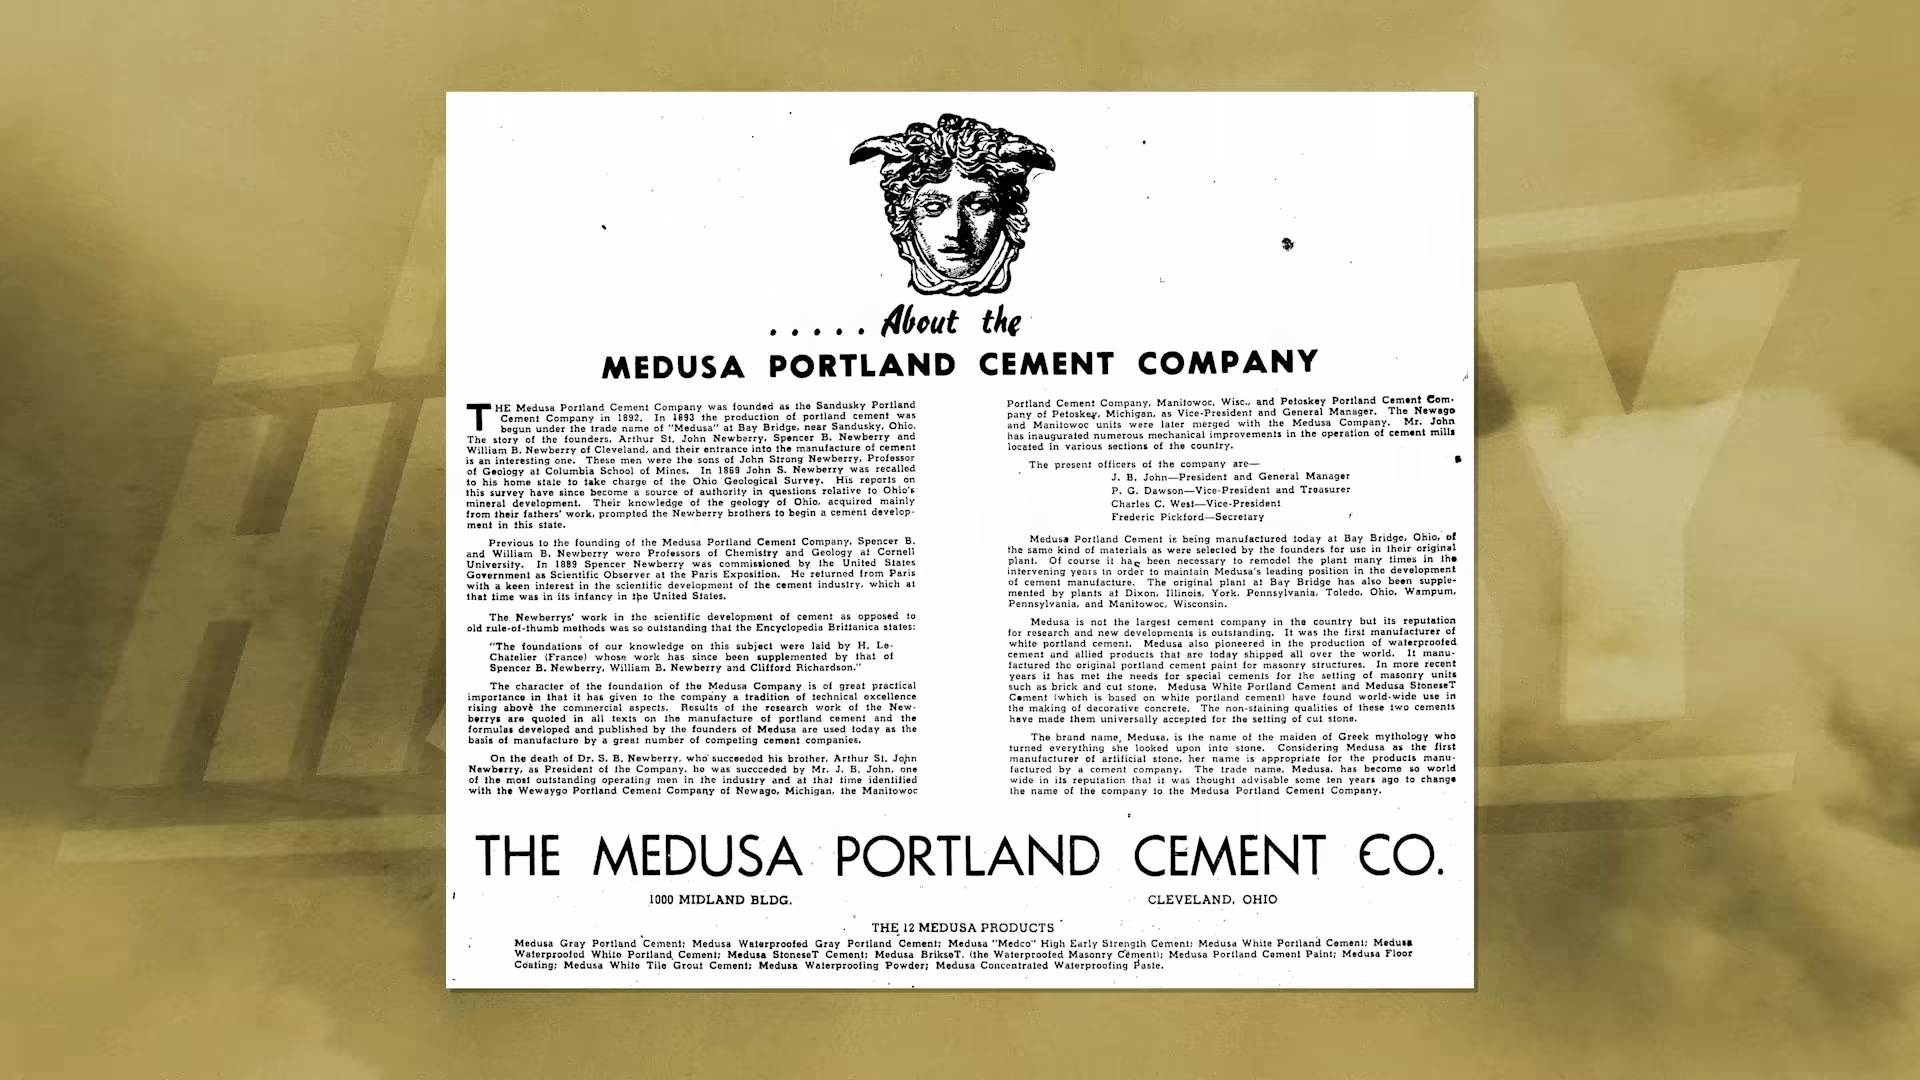 . . . . . About the
MEDUSA PORTLAND CEMENT COMPANY
THE Medusa Portland Cement Company was founded as the Sandusky Portland
Cement Company in 1892. In 1893 the production of portland cement was
begun under the trade name of "Medusa" at Bay Bridge, near Sandusky, Ohio.
The story of the founders, Arthur St. John Newberry, Spencer B. Newberry and
William B. Newberry of Cleveland, and their entrance into the manufacture of cement
is an interesting one. These men were the sons of John Strong Newberry, Professor
of Geology at Columbia School of Mines. In 1869 John S. Newberry was recalled
to his home state to take charge of the Ohio Geological Survey. His reports on
this survey have since become a source of authority in questions relative to Ohio's
mineral development. Their knowledge of the geology of Ohio, acquired mainly
from their fathers' work, prompted the Newberry brothers to begin a cement develop-
ment in this state.
Previous to the founding of the Medusa Portland Cement Company, Spencer B.
and William B. Newberry were Professors of Chemistry and Geology at Cornell
University. In 1889 Spencer Newberry was commissioned by the United States
Government as Scientific Observer at the Paris Exposition. He returned from Paris
with a keen interest in the scientific development of the cement industry, which at
that time was in its infancy in the United States.
The Newberrys' work in the scientific development of cement as opposed to
old rule-of-thumb methods was so outstanding that the Encyclopedia Brittanica states:
"The foundations of our knowledge on this subject were laid by H. Le-
Chatelier (France) whose work has since been supplemented by that of
Spencer B. Newberry, William B. Newberry and Clifford Richardson."
The character of the foundation of the Medusa Company is of great practical
importance in that it has given to the company a tradition of technical excellence
rising above the commercial aspects. Results of the research work of the New-
berrys are quoted in all texts on the manufacture of portland cement and the
formulas developed and published by the founders of Medusa are used today as the
basis of manufacture by a great number of competing cement companies.
On the death of Dr. S. B. Newberry, who succeeded his brother, Arthur St. John
Newberry, as President of the Company, he was succeeded by Mr. J. B. John, one
of the most outstanding operating men in the industry and at that time identified
with the Wewaygo Portland Cement Company of Newago, Michigan, the Manitowoc
Portland Cement Company, Manitowoc, Wisc., and Petoskey Portland Cement Com-
pany of Petoskey, Michigan, as Vice-President and General Manager. The Newago
and Manitowoc units were later merged with the Medusa Company. Mr. John
has inaugurated numerous mechanical improvements in the operation of cement mills
located in various sections of the country.
The present officers of the company are—
J. B. John—President and General Manager
P. G. Dawson—Vice-President and Treasurer
Charles C. West—Vice-President
Frederic Pickford—Secretary
Medusa Portland Cement is being manufactured today at Bay Bridge, Ohio, of
the same kind of materials as were selected by the founders for use in their original
plant. Of course it has been necessary to remodel the plant many times in the
intervening years in order to maintain Medusa's leading position in the development
of cement manufacture. The original plant at Bay Bridge has also been supple-
mented by plants at Dixon, Illinois, York, Pennsylvania, Toledo, Ohio, Wampum,
Pennsylvania, and Manitowoc, Wisconsin.
Medusa is not the largest cement company in the country but its reputation
for research and new developments is outstanding. It was the first manufacturer of
white portland cement. Medusa also pioneered in the production of waterproofed
cement and allied products that are today shipped all over the world. It manu-
factured the original portland cement paint for masonry structures. In more recent
years it has met the needs for special cements for the setting of masonry units
such as brick and cut stone. Medusa White Portland Cement and Medusa StoneseT
Cement (which is based on white portland cement) have found world-wide use in
the making of decorative concrete. The non-staining qualities of these two cements
have made them universally accepted for the setting of cut stone.
The brand name, Medusa, is the name of the maiden of Greek mythology who
turned everything she looked upon into stone. Considering Medusa as the first
manufacturer of artificial stone, her name is appropriate for the products manu-
factured by a cement company. The trade name, Medusa, has become so world
wide in its reputation that it was thought advisable some ten years ago to change
the name of the company to the Medusa Portland Cement Company.
THE MEDUSA PORTLAND CEMENT CO.
1000 MIDLAND BLDG. CLEVELAND, OHIO
THE 12 MEDUSA PRODUCTS
Medusa Gray Portland Cement; Medusa Waterproofed Gray Portland Cement; Medusa "Medco" High Early Strength Cement; Medusa White Portland Cement; Medusa
Waterproofed White Portland Cement; Medusa StoneseT Cement; Medusa BrikseT, (the Waterproofed Masonry Cement); Medusa Portland Cement Paint; Medusa Floor
Coating; Medusa White Tile Grout Cement; Medusa Waterproofing Powder; Medusa Concentrated Waterproofing Paste.